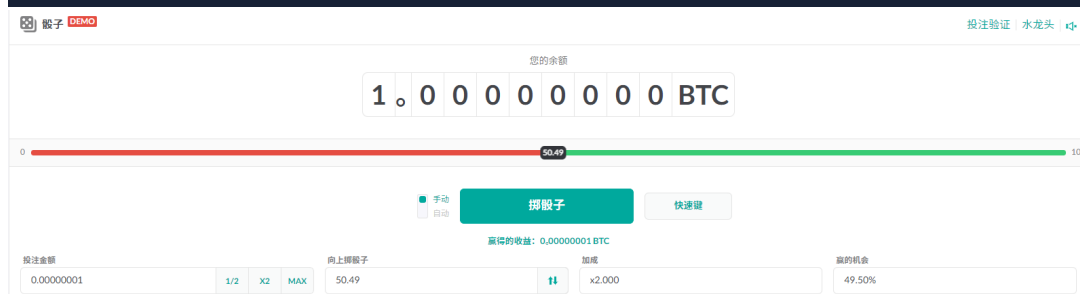 骰子 DEMO
投注验证 水龙头
您的余额
1。00000000 BTC
0 50.49 10
手动
自动
掷骰子
快速键
赢得的收益：0.00000001 BTC
投注金额 向上掷骰子 加成 赢的机会
0.00000001 1/2 X2 MAX 50.49 x2.000 49.50%